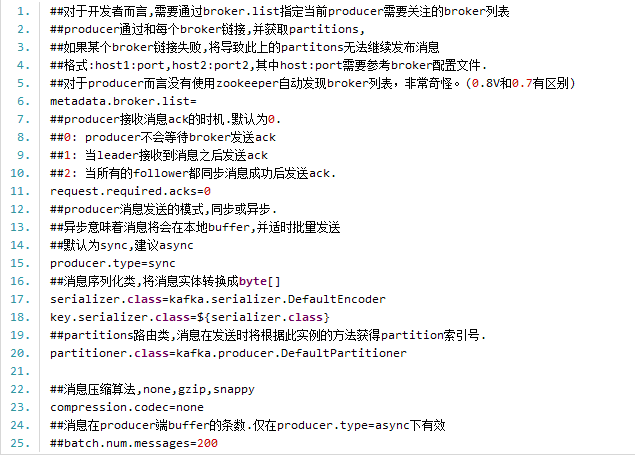 1. ##对于开发者而言,需要通过broker.list指定当前producer需要关注的broker列表
2. ##producer通过和每个broker链接,并获取partitions,
3. ##如果某个broker链接失败,将导致此上的partitons无法继续发布消息
4. ##格式:host1:port,host2:port2,其中host:port需要参考broker配置文件.
5. ##对于producer而言没有使用zookeeper自动发现broker列表，非常奇怪。(0.8V和0.7有区别)
6. metadata.broker.list=
7. ##producer接收消息ack的时机.默认为0.
8. ##0: producer不会等待broker发送ack
9. ##1: 当leader接收到消息之后发送ack
10. ##2: 当所有的follower都同步消息成功后发送ack.
11. request.required.acks=0
12. ##producer消息发送的模式,同步或异步.
13. ##异步意味着消息将会在本地buffer,并适时批量发送
14. ##默认为sync,建议async
15. producer.type=sync
16. ##消息序列化类,将消息实体转换成byte[]
17. serializer.class=kafka.serializer.DefaultEncoder
18. key.serializer.class=${serializer.class}
19. ##partitions路由类,消息在发送时将根据此实例的方法获得partition索引号.
20. partitioner.class=kafka.producer.DefaultPartitioner
21.
22. ##消息压缩算法,none,gzip,snappy
23. compression.codec=none
24. ##消息在producer端buffer的条数.仅在producer.type=async下有效
25. ##batch.num.messages=200